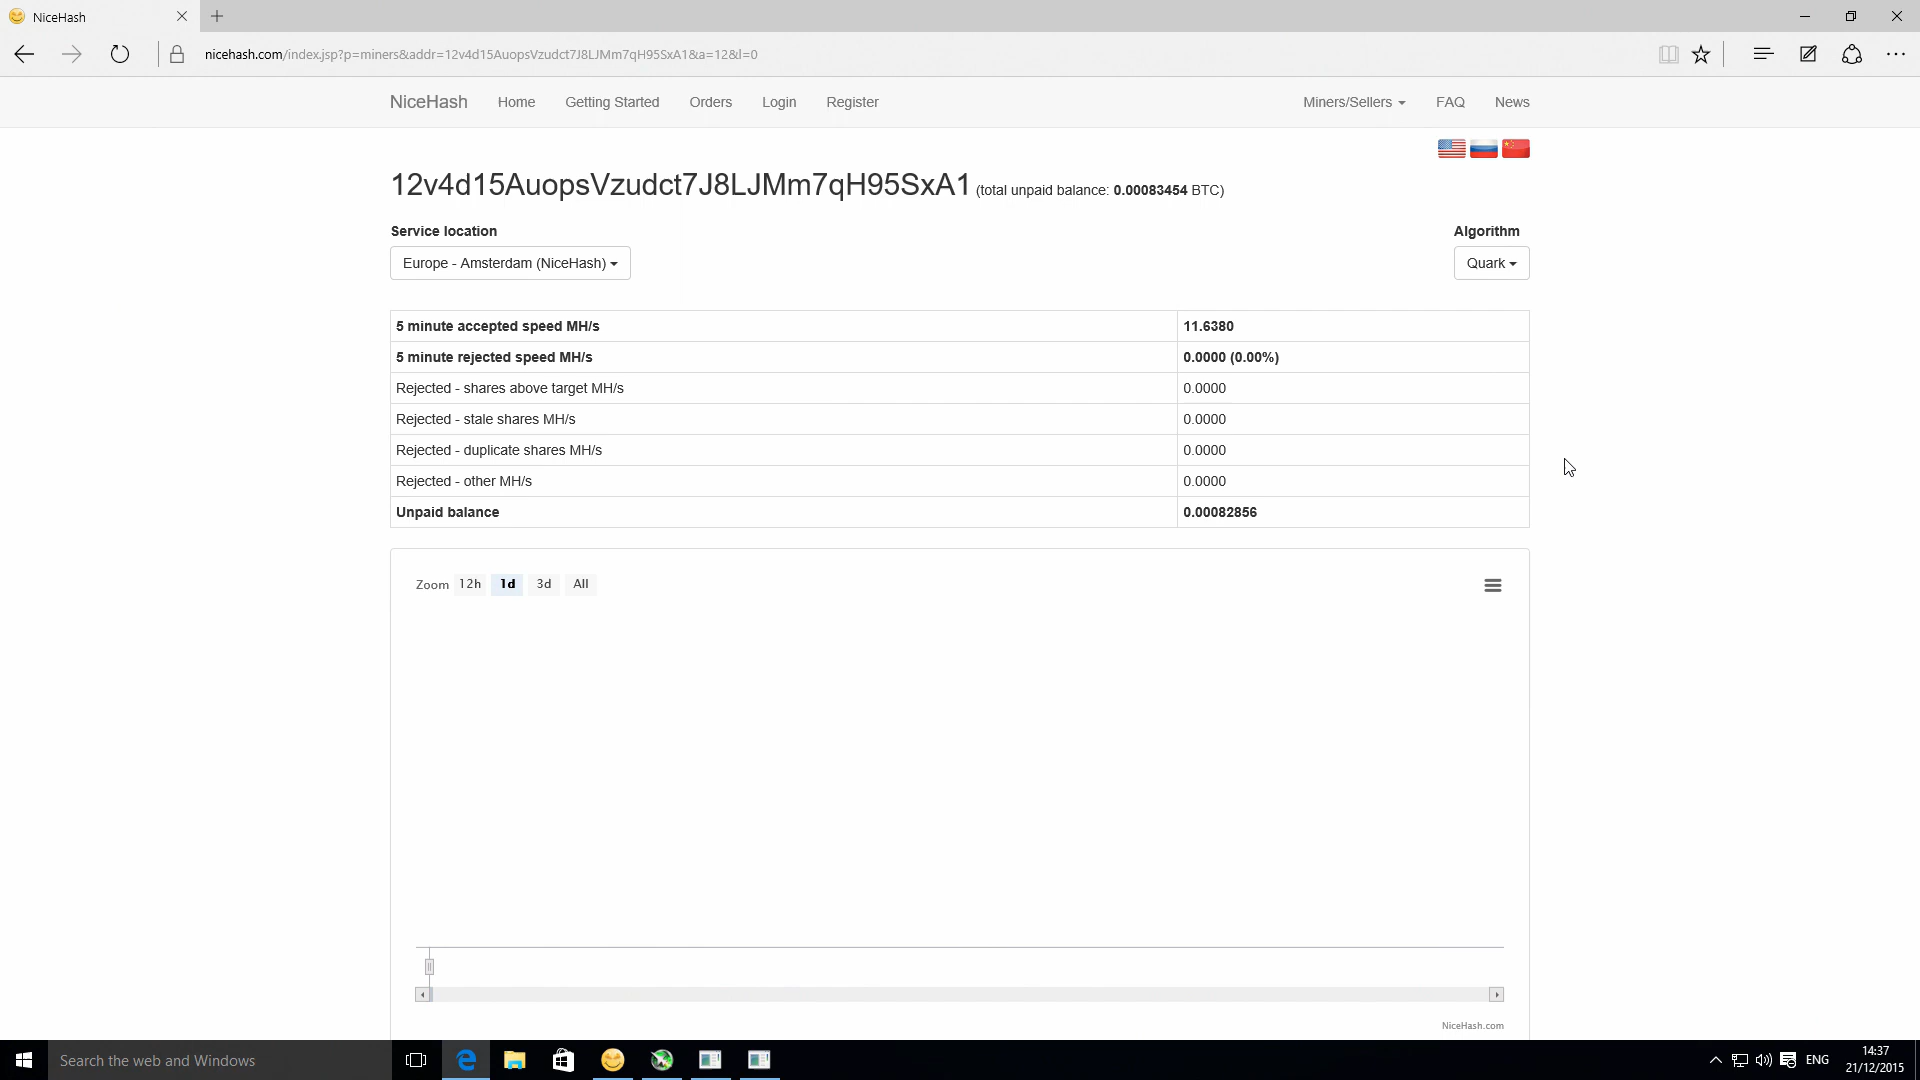 NiceHash
nicehash.com/index.jsp?p=miners&addr=12v4d15AuopsVzudct7J8LJMm7qH95SxA1&a=12&l=0
NiceHash Home Getting Started Orders Login Register Miners/Sellers FAQ News
12v4d15AuopsVzudct7J8LJMm7qH95SxA1 (total unpaid balance: 0.00083454 BTC)
Service location Algorithm
Europe - Amsterdam (NiceHash) Quark
5 minute accepted speed MH/s 11.6380
5 minute rejected speed MH/s 0.0000 (0.00%)
Rejected - shares above target MH/s 0.0000
Rejected - stale shares MH/s 0.0000
Rejected - duplicate shares MH/s 0.0000
Rejected - other MH/s 0.0000
Unpaid balance 0.00082856
Zoom 12h 1d 3d All
NiceHash.com
Search the web and Windows ENG 14:37
21/12/2015